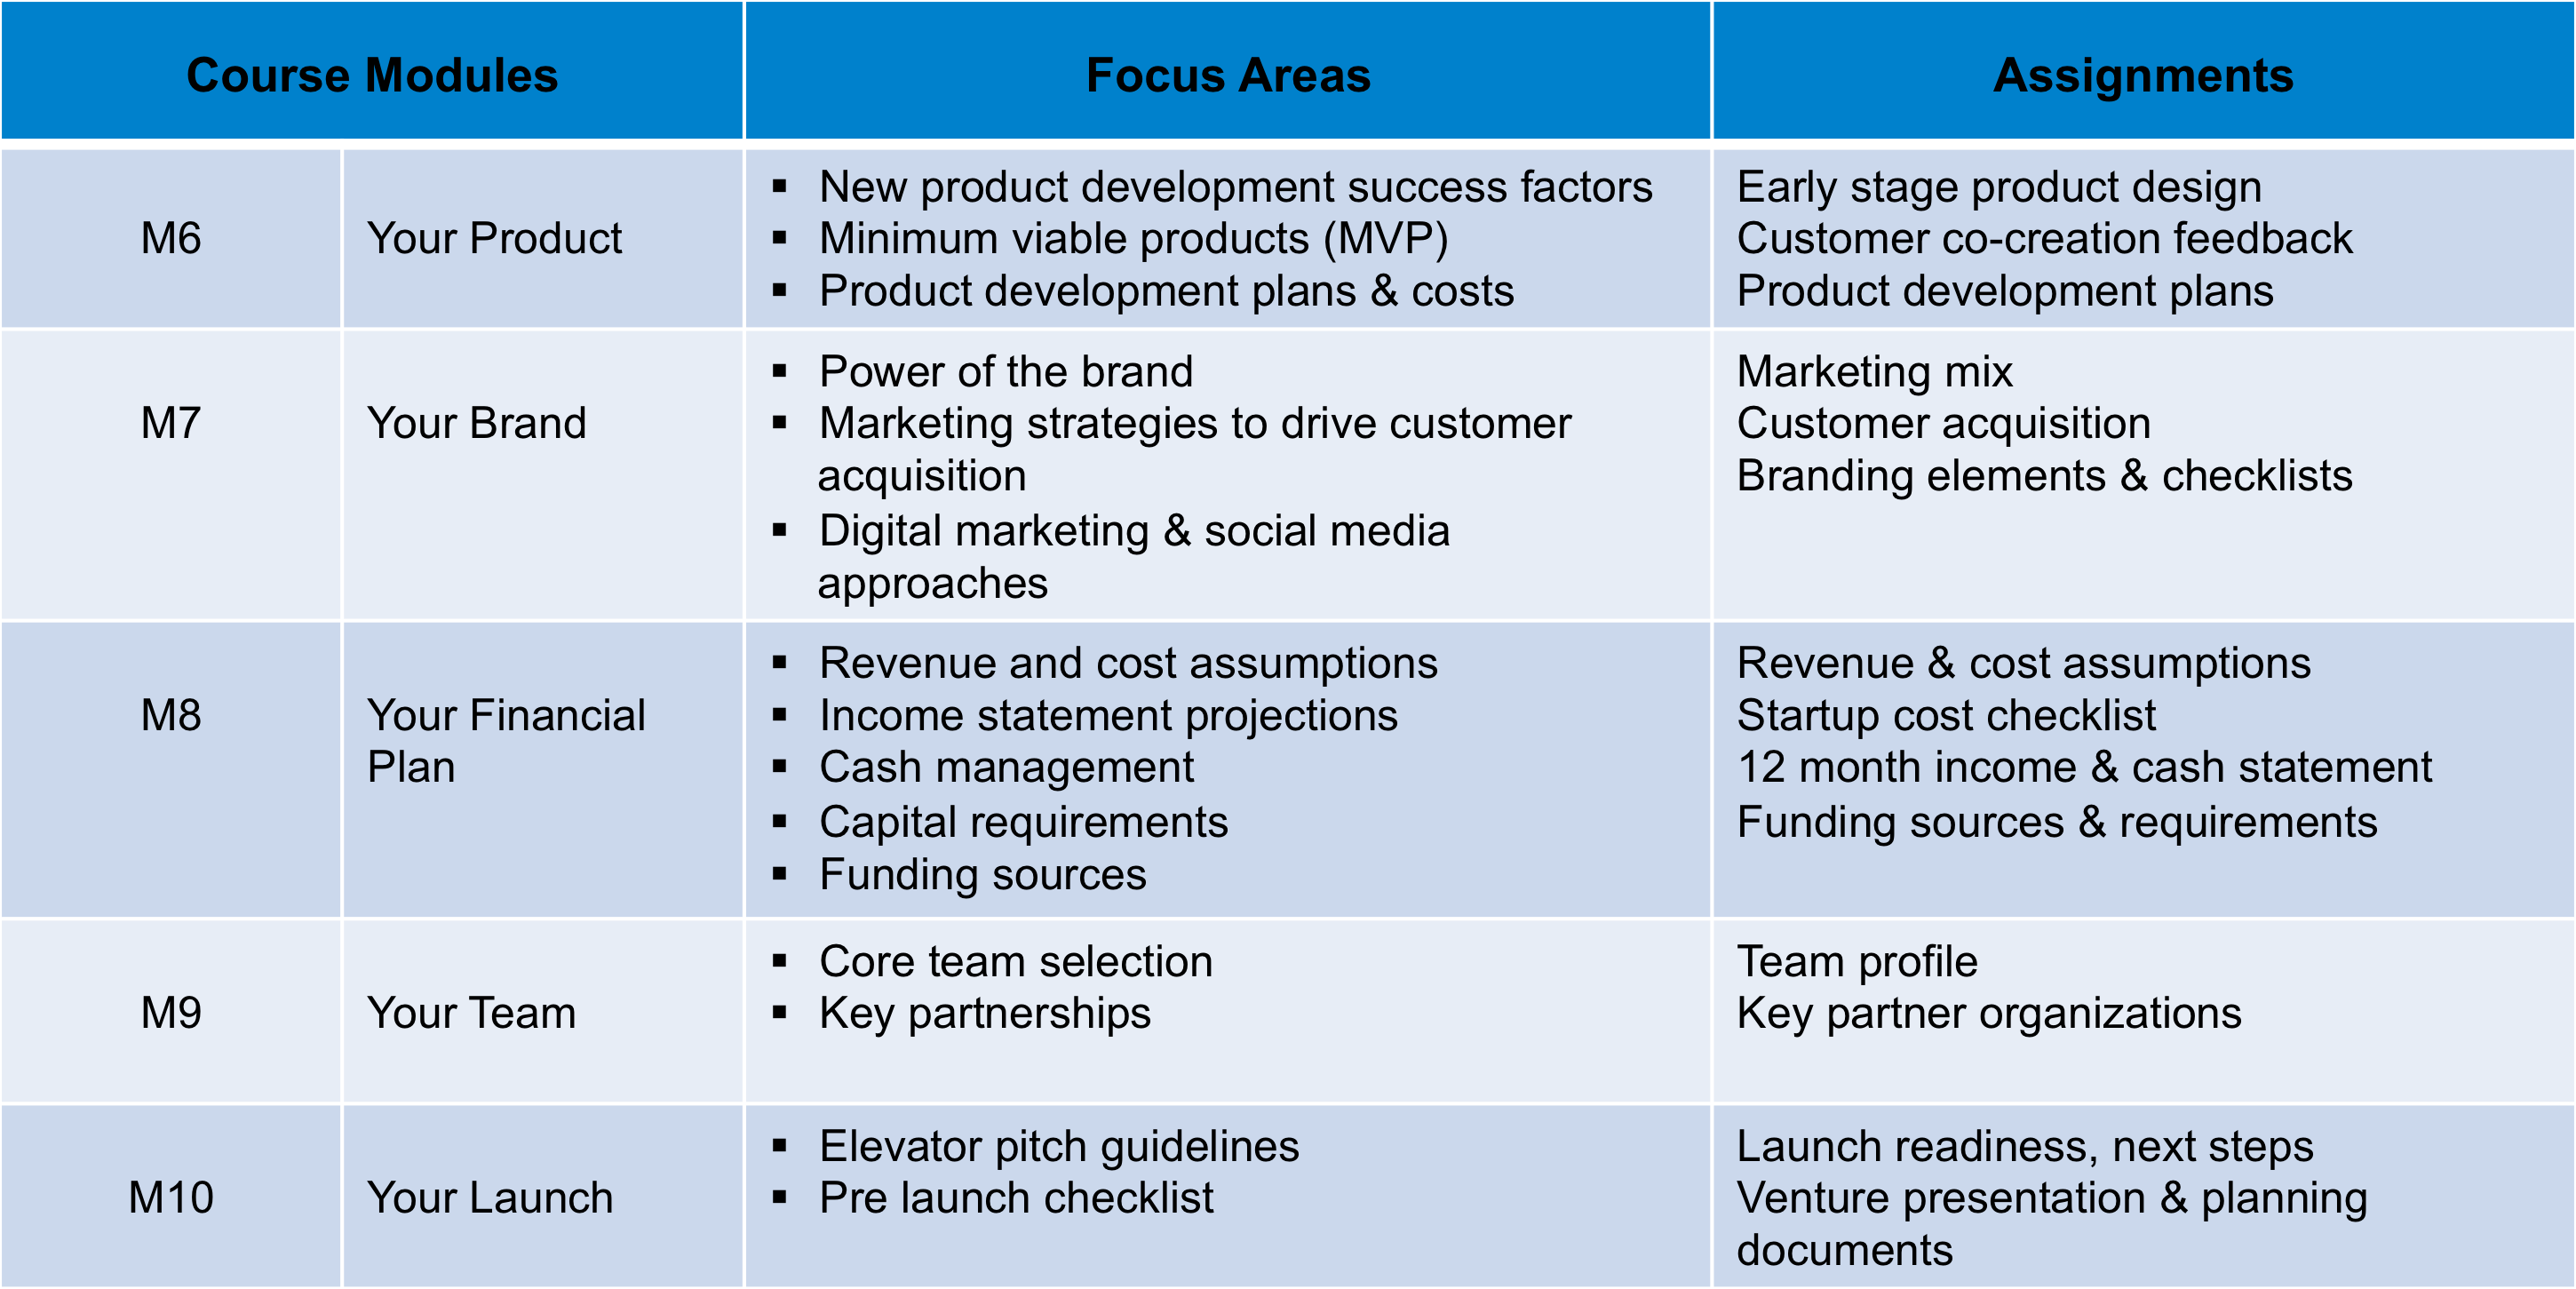 Course Modules
Focus Areas
Assignments
M6
Your Product
▪ New product development success factors
▪ Minimum viable products (MVP)
▪ Product development plans & costs
Early stage product design
Customer co-creation feedback
Product development plans
M7
Your Brand
▪ Power of the brand
▪ Marketing strategies to drive customer
acquisition
▪ Digital marketing & social media
approaches
Marketing mix
Customer acquisition
Branding elements & checklists
M8
Your Financial
Plan
▪ Revenue and cost assumptions
▪ Income statement projections
▪ Cash management
▪ Capital requirements
▪ Funding sources
Revenue & cost assumptions
Startup cost checklist
12 month income & cash statement
Funding sources & requirements
M9
Your Team
▪ Core team selection
▪ Key partnerships
Team profile
Key partner organizations
M10
Your Launch
▪ Elevator pitch guidelines
▪ Pre launch checklist
Launch readiness, next steps
Venture presentation & planning
documents